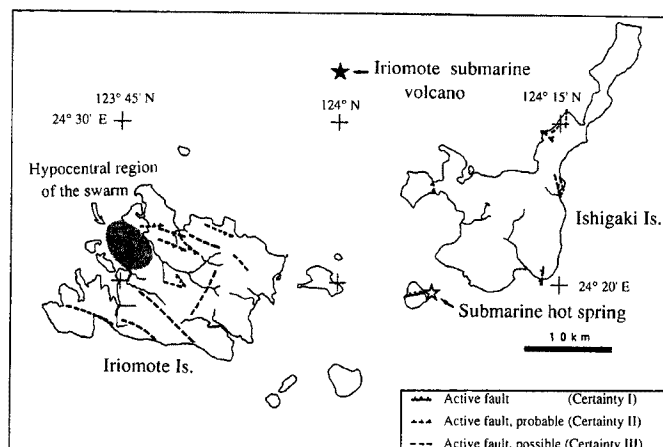 Iriomote submarine
volcano
123° 45' N
124° N
124° 15' N
24° 30' E
Hypocentral region
of the swarm
Ishigaki Is.
24° 20' E
Submarine hot spring
10 km
Iriomote Is.
Active fault (Certainty I)
Active fault, probable (Certainty II)
Active fault, possible (Certainty III)